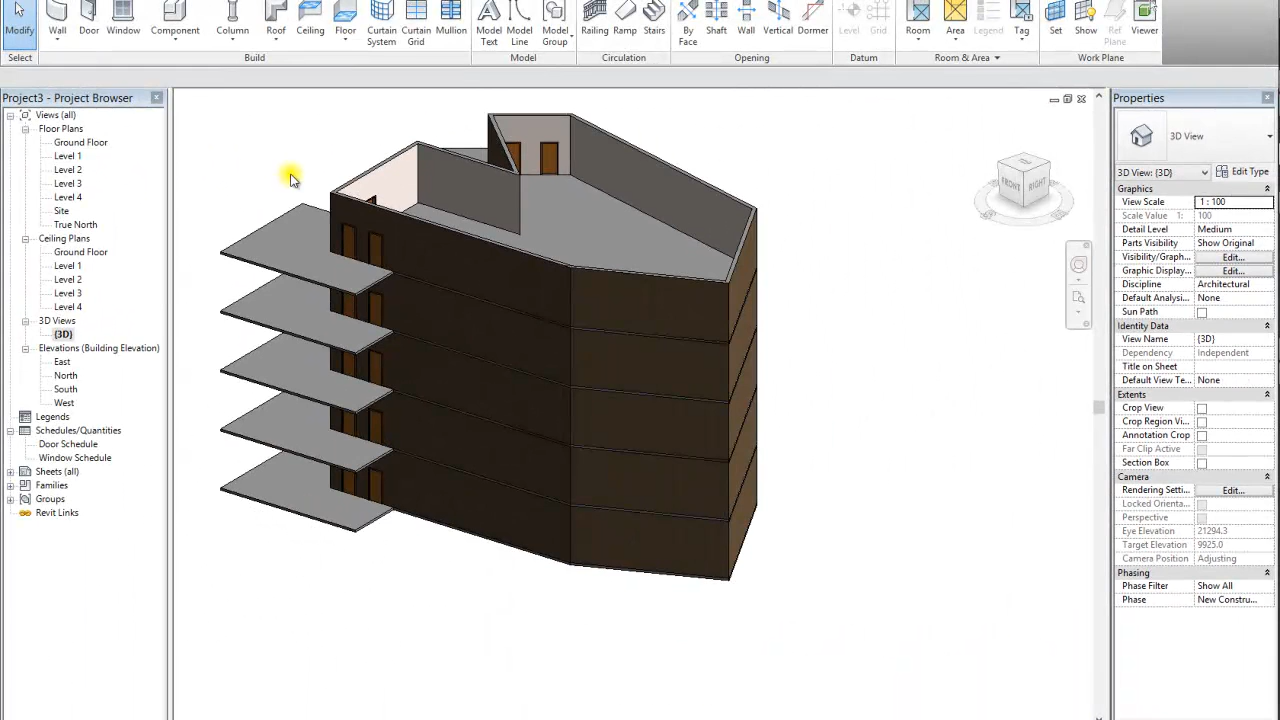 Modify Wall Door Window Component Column Roof Ceiling Floor Curtain System Curtain Grid Mullion Model Text Model Line Model Group Railing Ramp Stairs By Face Shaft Wall Vertical Dormer Level Grid Room Area Legend Tag Set Show Ref Plane Viewer
Select Build Model Circulation Opening Datum Room & Area Work Plane
Project3 - Project Browser
Views (all)
Floor Plans
Ground Floor
Level 1
Level 2
Level 3
Level 4
Site
True North
Ceiling Plans
Ground Floor
Level 1
Level 2
Level 3
Level 4
3D Views
{3D}
Elevations (Building Elevation)
East
North
South
West
Legends
Schedules/Quantities
Door Schedule
Window Schedule
Sheets (all)
Families
Groups
Revit Links
FRONT RIGHT
Properties
3D View
3D View: {3D} Edit Type
Graphics
View Scale 1 : 100
Scale Value 1: 100
Detail Level Medium
Parts Visibility Show Original
Visibility/Graph... Edit...
Graphic Display... Edit...
Discipline Architectural
Default Analysi... None
Sun Path
Identity Data
View Name {3D}
Dependency Independent
Title on Sheet
Default View Te... None
Extents
Crop View
Crop Region Vi...
Annotation Crop
Far Clip Active
Section Box
Camera
Rendering Setti... Edit...
Locked Orienta...
Perspective
Eye Elevation 21294.3
Target Elevation 9925.0
Camera Position Adjusting
Phasing
Phase Filter Show All
Phase New Constru...